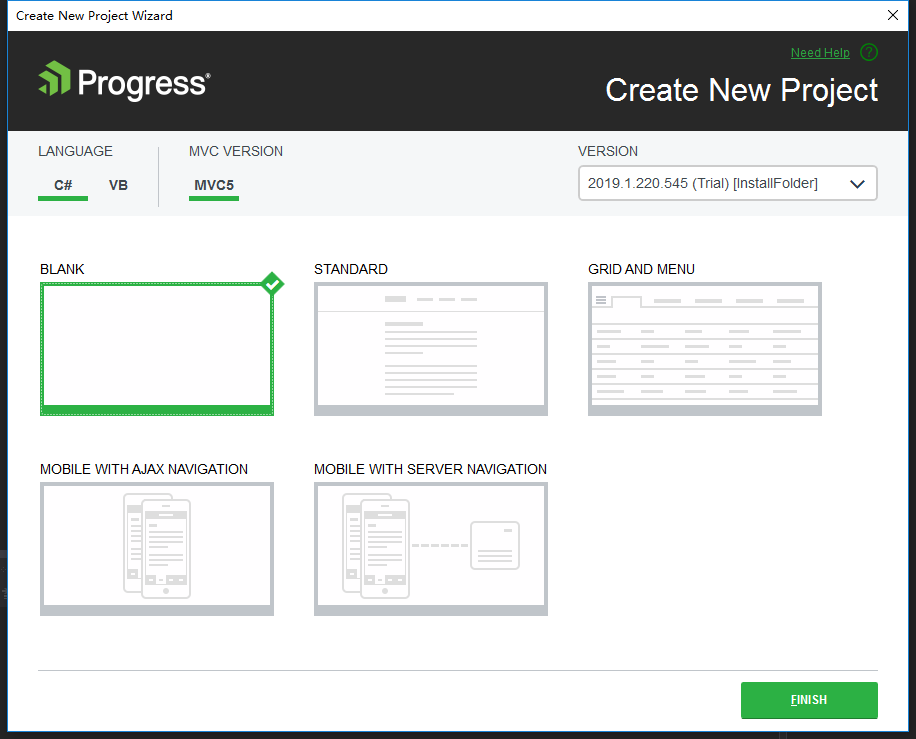 Create New Project Wizard
Need Help ?
Progress®
Create New Project
LANGUAGE
MVC VERSION
VERSION
C#
VB
MVC5
2019.1.220.545 (Trial) [InstallFolder]
BLANK
STANDARD
GRID AND MENU
MOBILE WITH AJAX NAVIGATION
MOBILE WITH SERVER NAVIGATION
FINISH